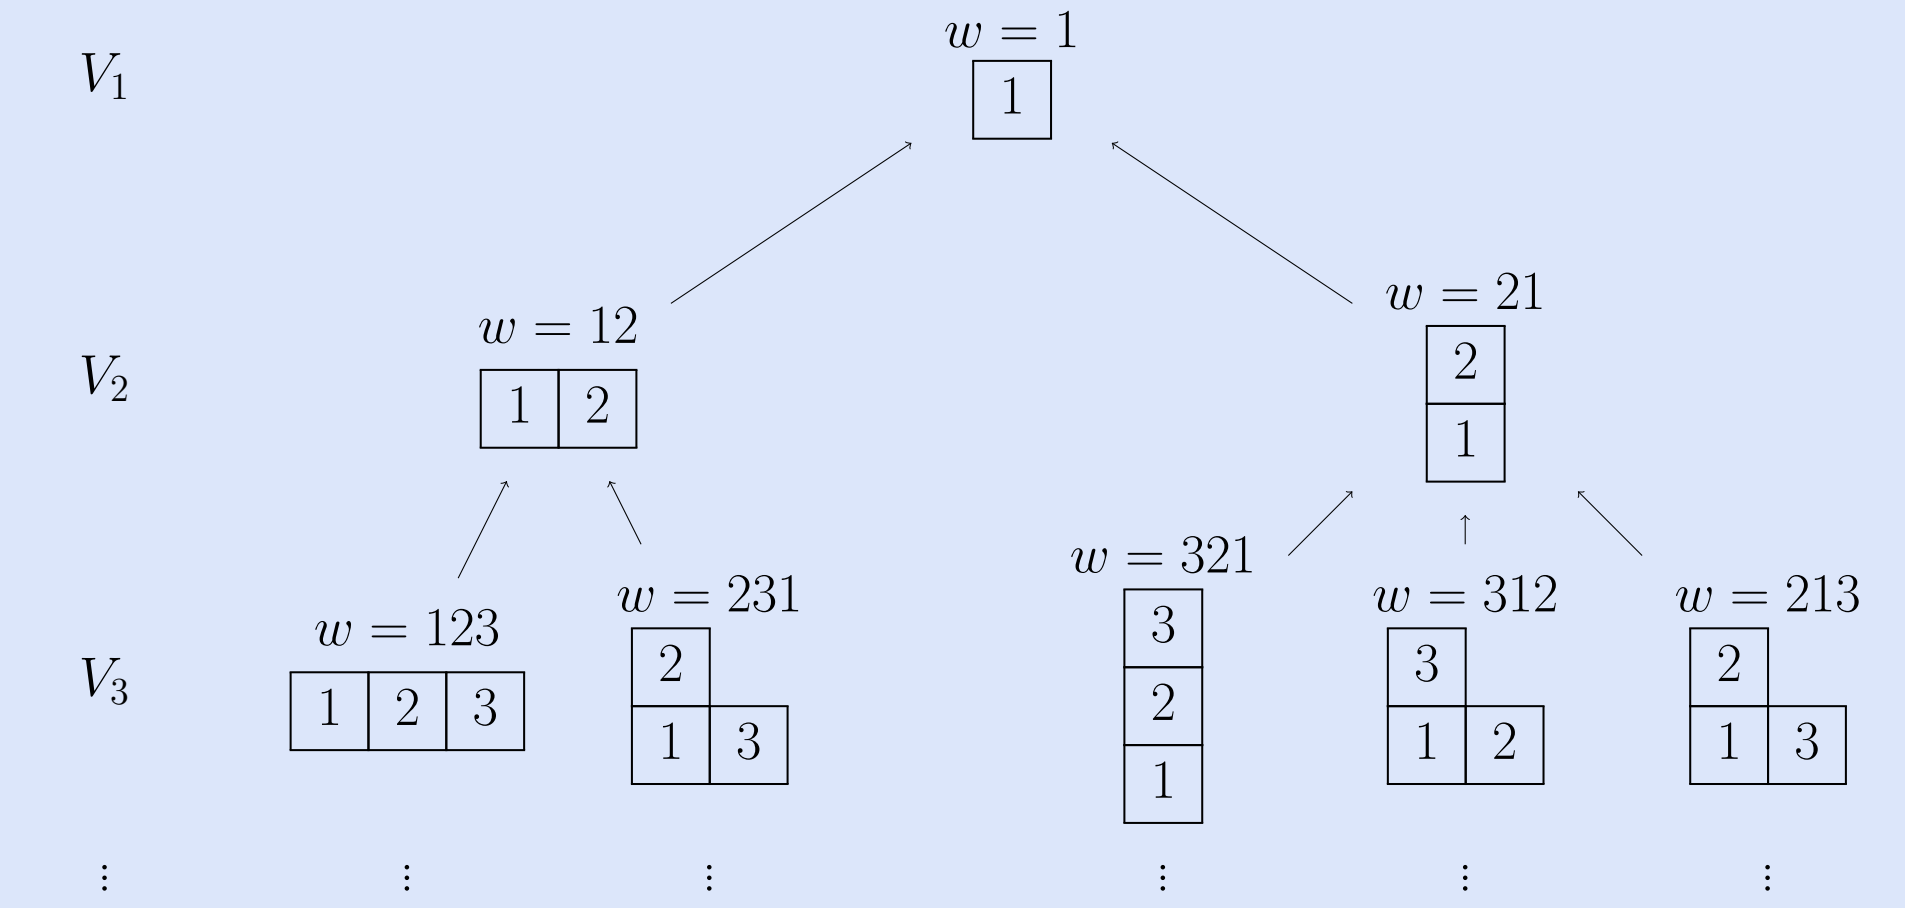 w = 1
V₁
1
w = 21
w = 12
2
V₂
1 2
1
w = 321
w = 231
w = 312
w = 213
w = 123
3
2
3
2
V₃
1 2 3
2
1 3
1 2
1 3
1
⋮ ⋮ ⋮ ⋮ ⋮ ⋮